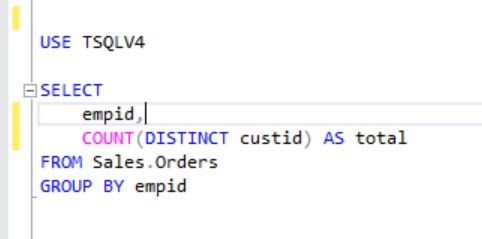 USE TSQLV4
SELECT
empid,
COUNT(DISTINCT custid) AS total
FROM Sales.Orders
GROUP BY empid